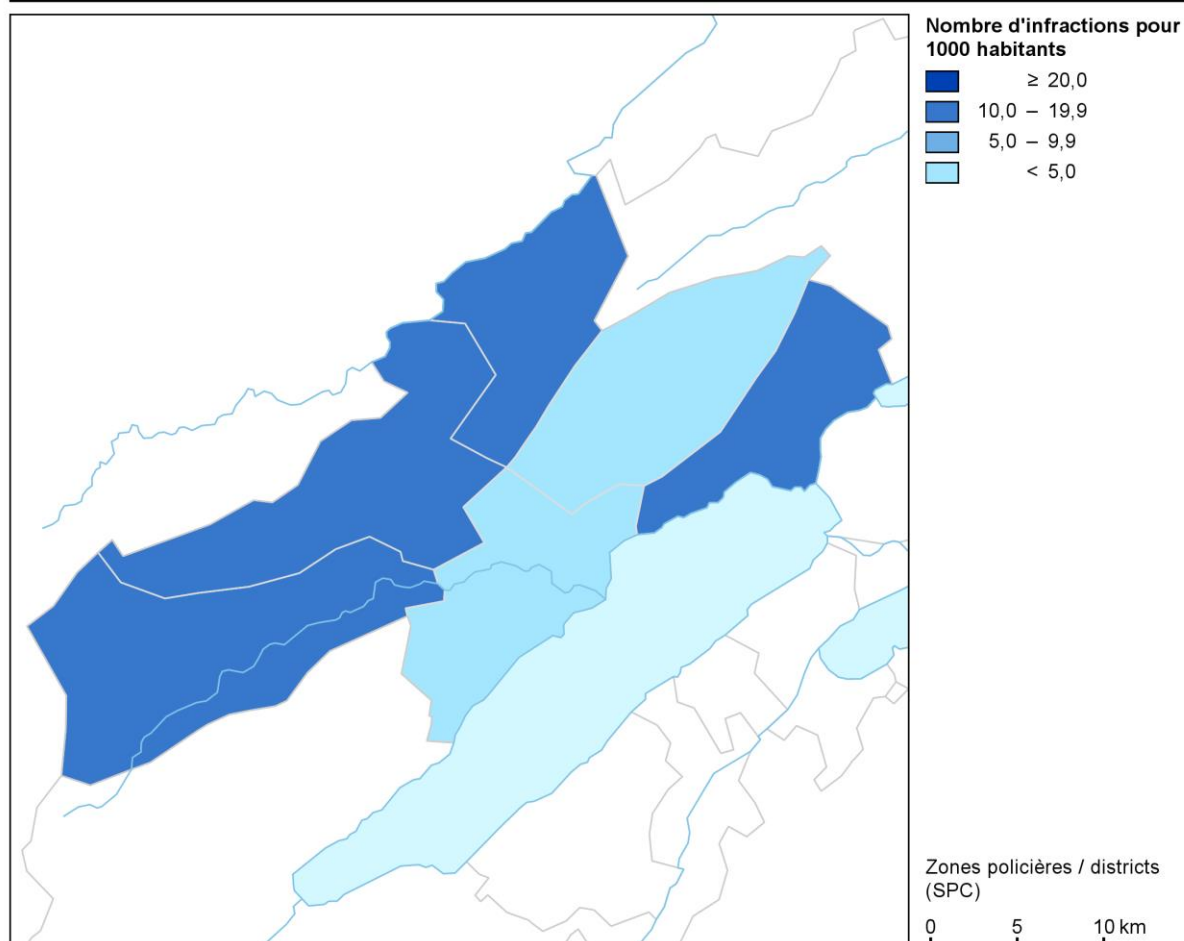 Nombre d'infractions pour
1000 habitants
≥ 20,0
10,0 – 19,9
5,0 – 9,9
< 5,0
Zones policières / districts
(SPC)
0 5 10 km